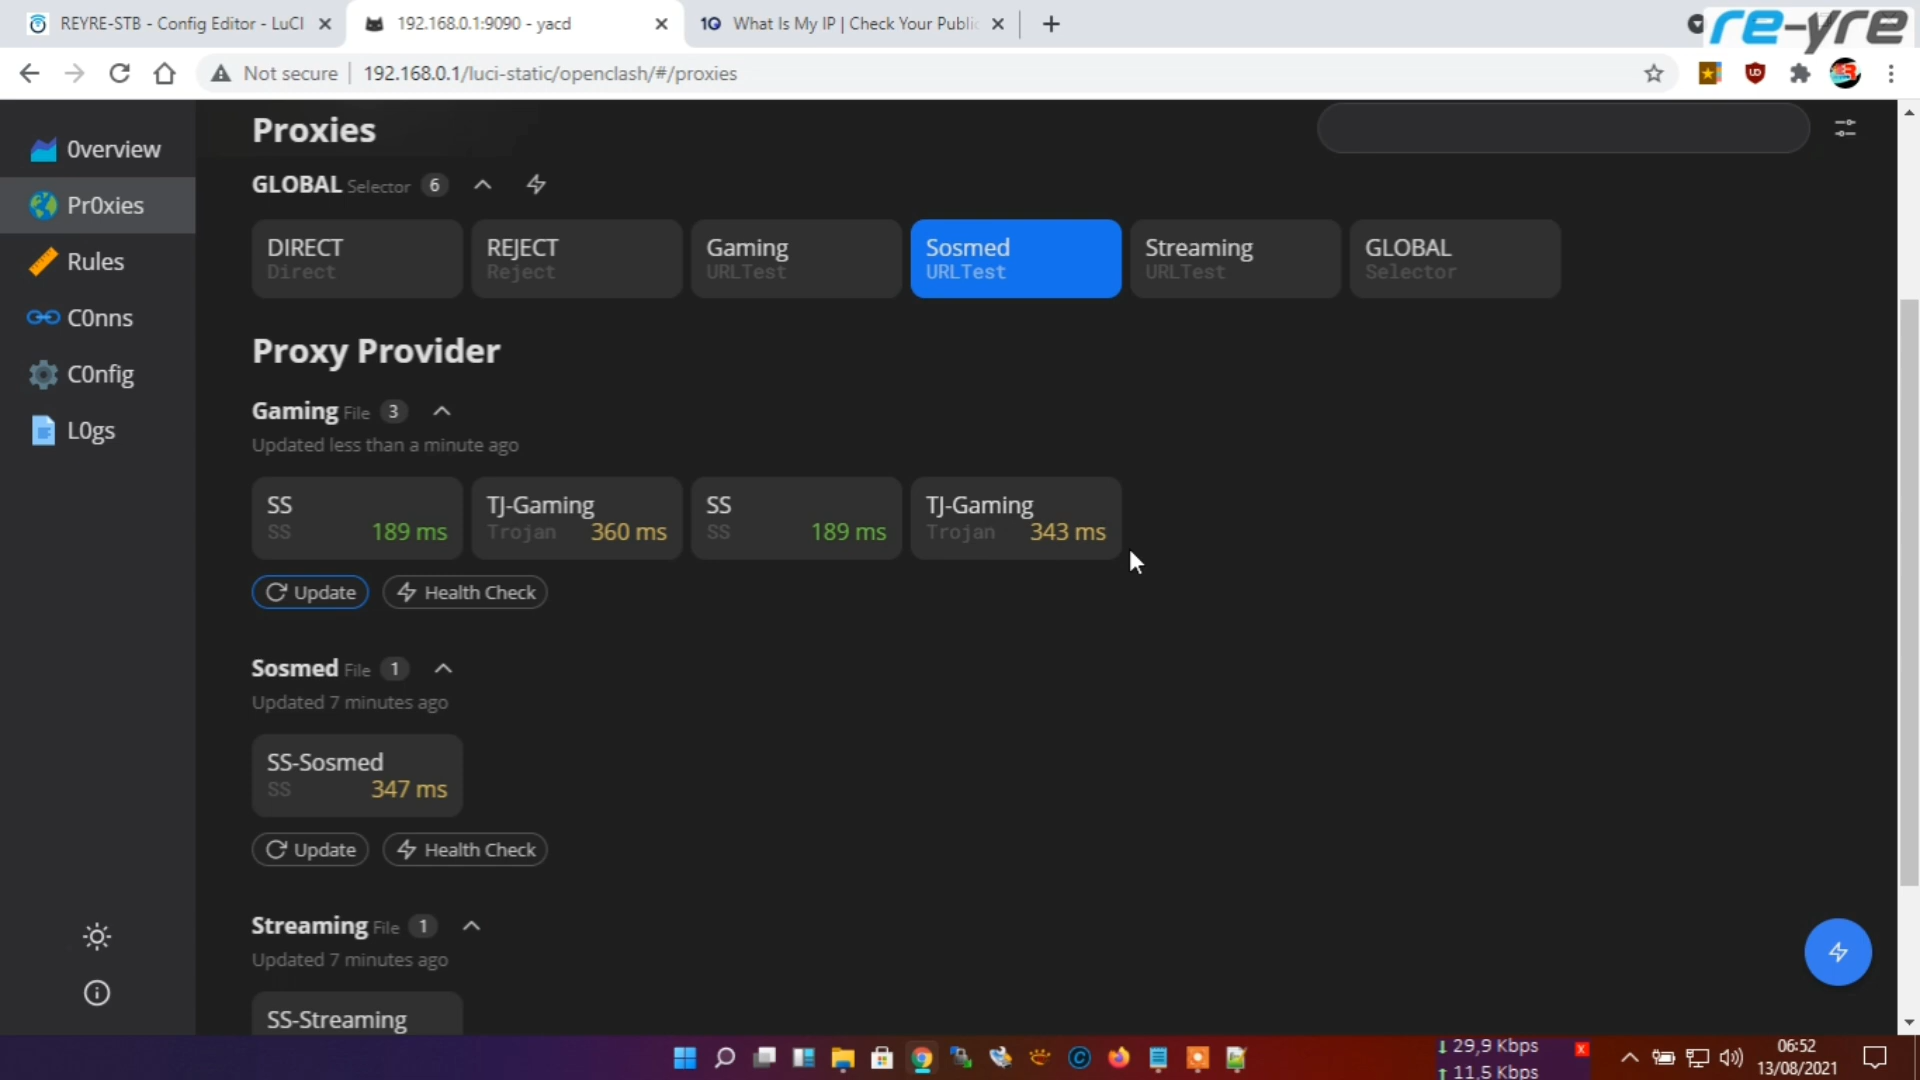 REYRE-STB - Config Editor - LuCI
192.168.0.1:9090 - yacd
1Q What Is My IP | Check Your Public
re-yre
Not secure
192.168.0.1/luci-static/openclash/#/proxies
0verview
Pr0xies
Rules
C0nns
C0nfig
L0gs
Proxies
GLOBAL Selector 6
DIRECT
Direct
REJECT
Reject
Gaming
URLTest
Sosmed
URLTest
Streaming
URLTest
GLOBAL
Selector
Proxy Provider
Gaming File 3
Updated less than a minute ago
SS
SS 189 ms
TJ-Gaming
Trojan 360 ms
SS
SS 189 ms
TJ-Gaming
Trojan 343 ms
Update
Health Check
Sosmed File 1
Updated 7 minutes ago
SS-Sosmed
SS 347 ms
Update
Health Check
Streaming File 1
Updated 7 minutes ago
SS-Streaming
29,9 Kbps
11,5 Kbps
06:52
13/08/2021